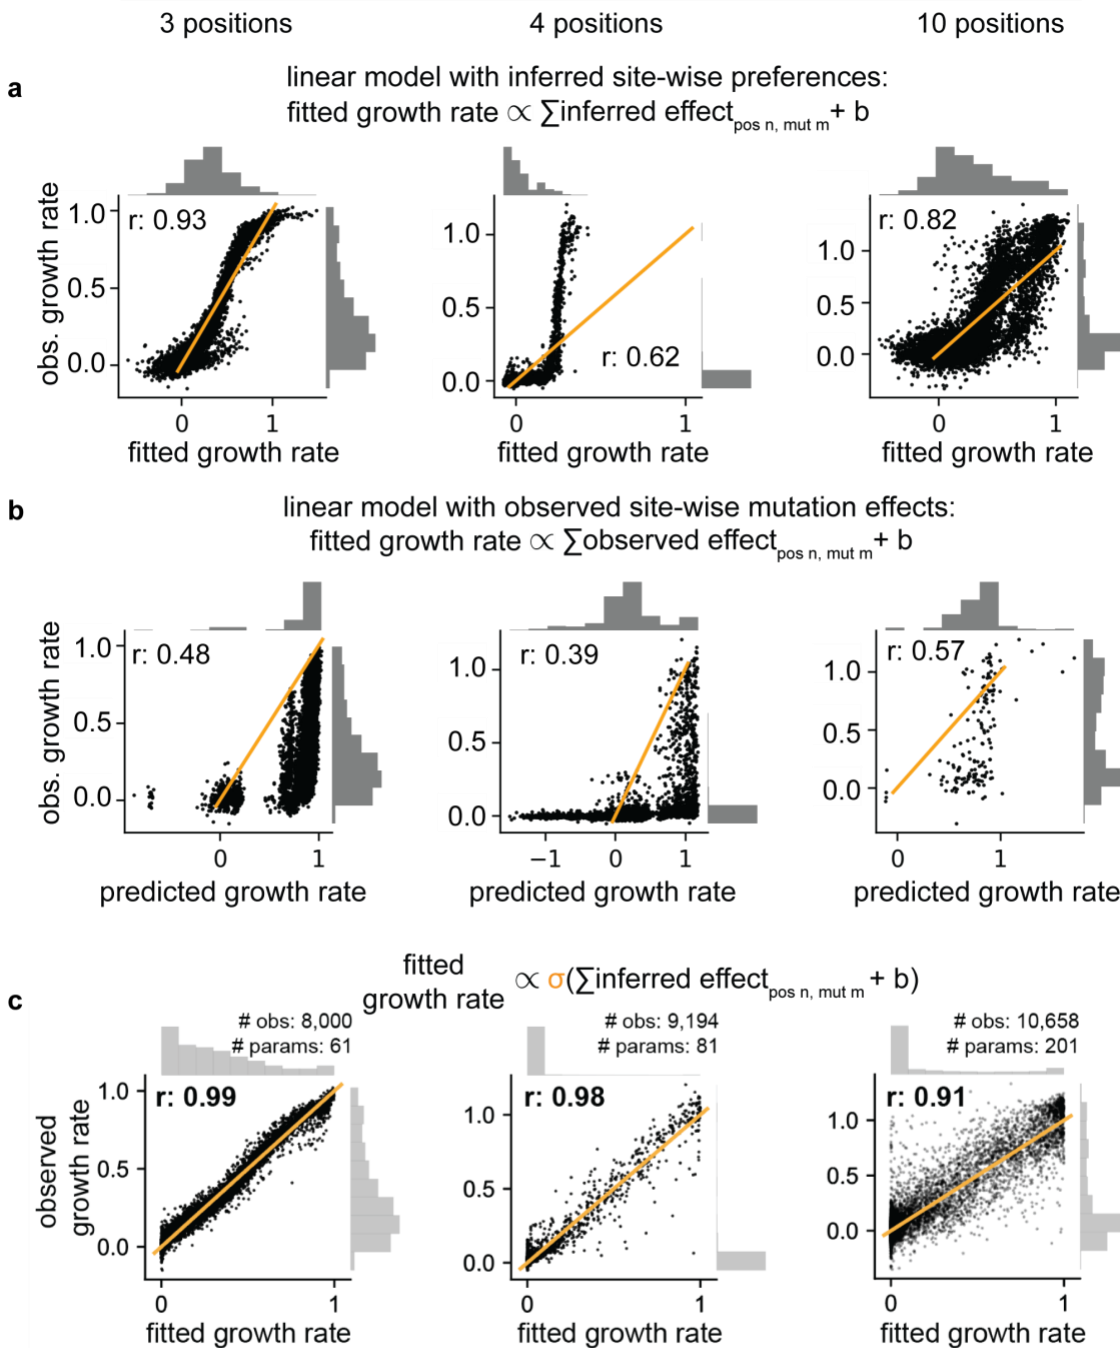 3 positions 4 positions 10 positions
a
linear model with inferred site-wise preferences:
fitted growth rate ∝ ∑inferred effect pos n, mut m + b
r: 0.93
1.0
0.5
0.0
obs. growth rate
0 1
fitted growth rate
1.0
0.5
0.0
r: 0.62
0 1
fitted growth rate
r: 0.82
1.0
0.5
0.0
0 1
fitted growth rate
b
linear model with observed site-wise mutation effects:
fitted growth rate ∝ ∑observed effect pos n, mut m + b
r: 0.48
1.0
0.5
0.0
obs. growth rate
0 1
predicted growth rate
r: 0.39
1.0
0.5
0.0
−1 0 1
predicted growth rate
r: 0.57
1.0
0.5
0.0
0 1
predicted growth rate
c
fitted
growth rate ∝ σ(∑inferred effect pos n, mut m + b)
# obs: 8,000
# params: 61
r: 0.99
1.0
0.5
0.0
observed
growth rate
0 1
fitted growth rate
# obs: 9,194
# params: 81
r: 0.98
1.0
0.5
0.0
0 1
fitted growth rate
# obs: 10,658
# params: 201
r: 0.91
1.0
0.5
0.0
0 1
fitted growth rate